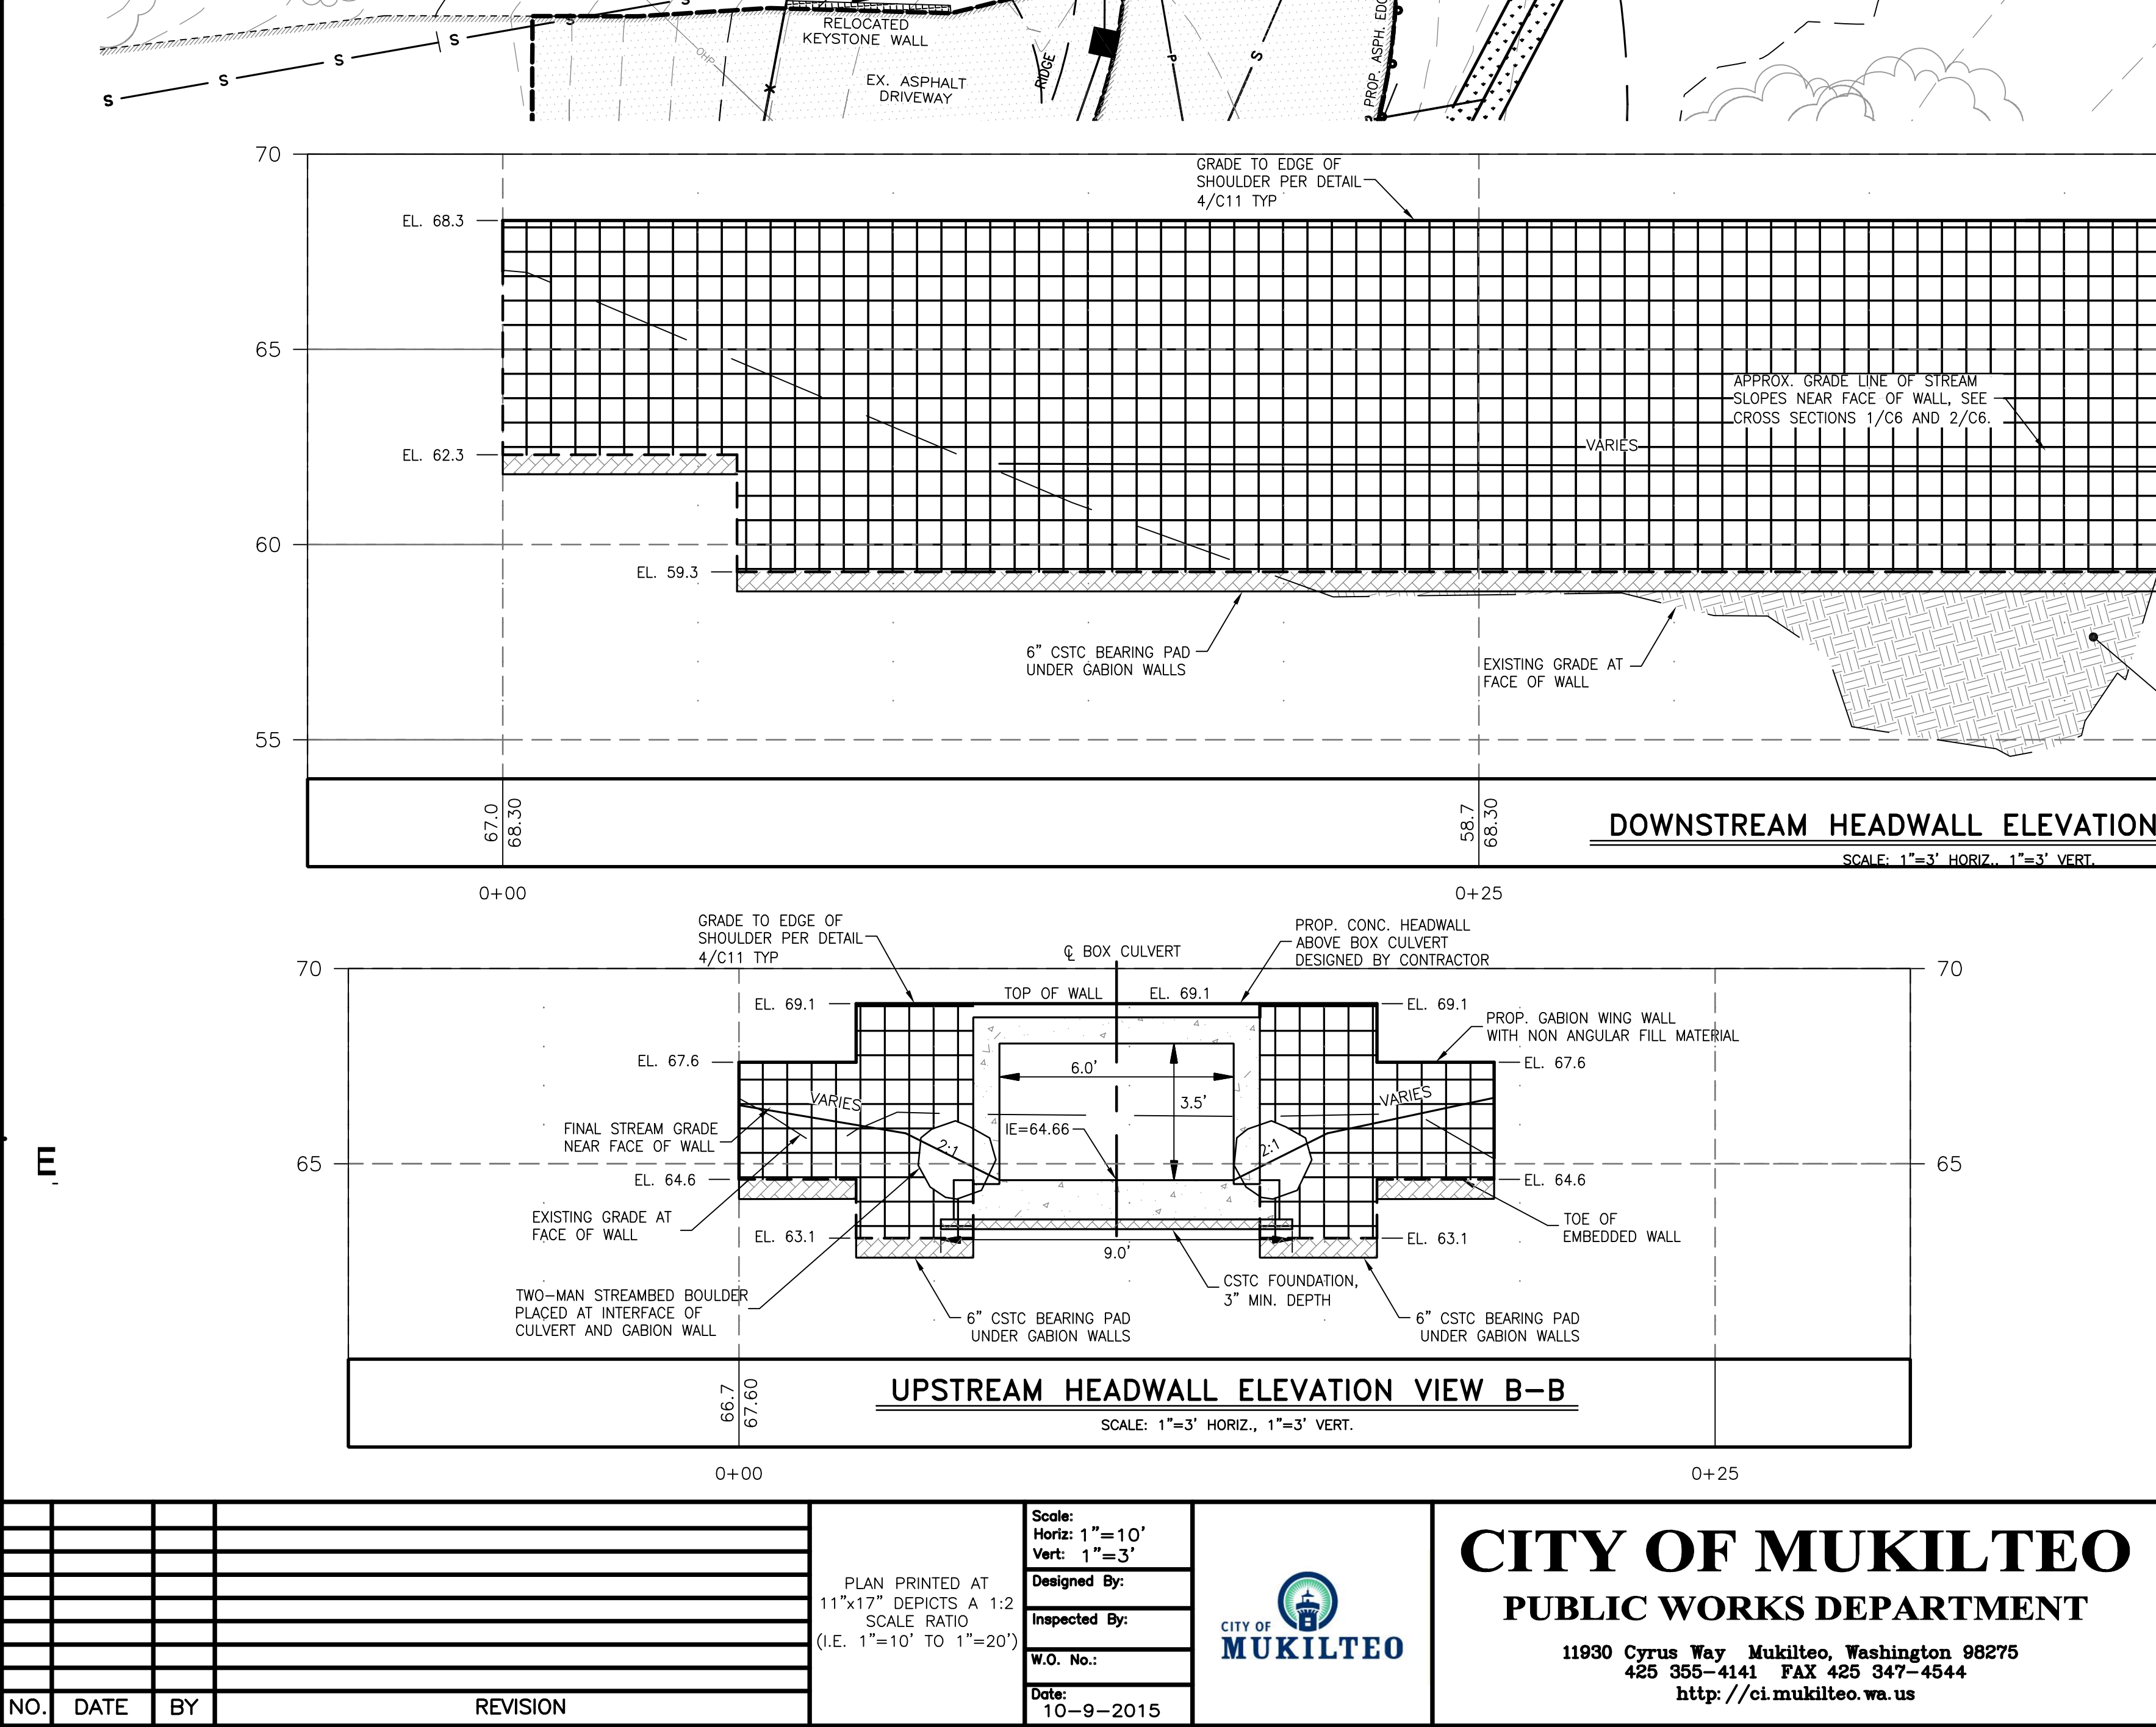 RELOCATED
KEYSTONE WALL
EX. ASPHALT
DRIVEWAY
OHP
RIDGE
P
S
PROP. ASPH. EDG
S
S
S
S
S
S
70
65
60
55
GRADE TO EDGE OF
SHOULDER PER DETAIL
4/C11 TYP
EL. 68.3
APPROX. GRADE LINE OF STREAM
SLOPES NEAR FACE OF WALL, SEE
CROSS SECTIONS 1/C6 AND 2/C6.
VARIES
EL. 62.3
EL. 59.3
6" CSTC BEARING PAD
UNDER GABION WALLS
EXISTING GRADE AT
FACE OF WALL
67.0
68.30
58.7
68.30
DOWNSTREAM HEADWALL ELEVATION
SCALE: 1"=3' HORIZ., 1"=3' VERT.
0+00
0+25
GRADE TO EDGE OF
SHOULDER PER DETAIL
4/C11 TYP
℄ BOX CULVERT
PROP. CONC. HEADWALL
ABOVE BOX CULVERT
DESIGNED BY CONTRACTOR
70
70
EL. 69.1
TOP OF WALL EL. 69.1
EL. 69.1
PROP. GABION WING WALL
WITH NON ANGULAR FILL MATERIAL
EL. 67.6
EL. 67.6
6.0'
3.5'
VARIES
VARIES
FINAL STREAM GRADE
NEAR FACE OF WALL
IE=64.66
2:1
2:1
65
65
EL. 64.6
EL. 64.6
EXISTING GRADE AT
FACE OF WALL
EL. 63.1
EL. 63.1
9.0'
TOE OF
EMBEDDED WALL
TWO-MAN STREAMBED BOULDER
PLACED AT INTERFACE OF
CULVERT AND GABION WALL
6" CSTC BEARING PAD
UNDER GABION WALLS
CSTC FOUNDATION,
3" MIN. DEPTH
6" CSTC BEARING PAD
UNDER GABION WALLS
66.7
67.60
UPSTREAM HEADWALL ELEVATION VIEW B-B
SCALE: 1"=3' HORIZ., 1"=3' VERT.
0+00
0+25
E
NO. DATE BY REVISION
PLAN PRINTED AT
11"x17" DEPICTS A 1:2
SCALE RATIO
(I.E. 1"=10' TO 1"=20')
Scale:
Horiz: 1"=10'
Vert: 1"=3'
Designed By:
Inspected By:
W.O. No.:
Date:
10-9-2015
CITY OF
MUKILTEO
CITY OF MUKILTEO
PUBLIC WORKS DEPARTMENT
11930 Cyrus Way Mukilteo, Washington 98275
425 355-4141 FAX 425 347-4544
http://ci.mukilteo.wa.us